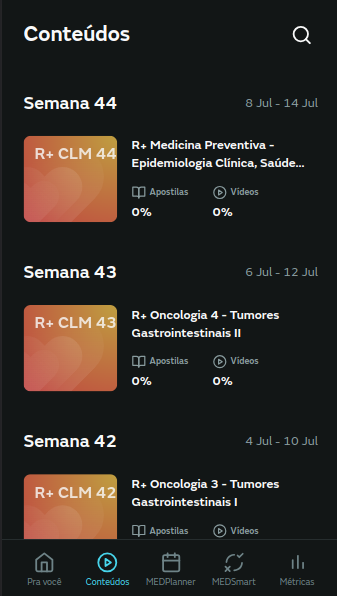 Conteúdos
Semana 44
8 Jul - 14 Jul
R+ CLM 44
R+ Medicina Preventiva -
Epidemiologia Clínica, Saúde...
Apostilas
Vídeos
0%
0%
Semana 43
6 Jul - 12 Jul
R+ CLM 43
R+ Oncologia 4 - Tumores
Gastrointestinais II
Apostilas
Vídeos
0%
0%
Semana 42
4 Jul - 10 Jul
R+ CLM 42
R+ Oncologia 3 - Tumores
Gastrointestinais I
Apostilas
Vídeos
Pra você
Conteúdos
MEDPlanner
MEDSmart
Métricas